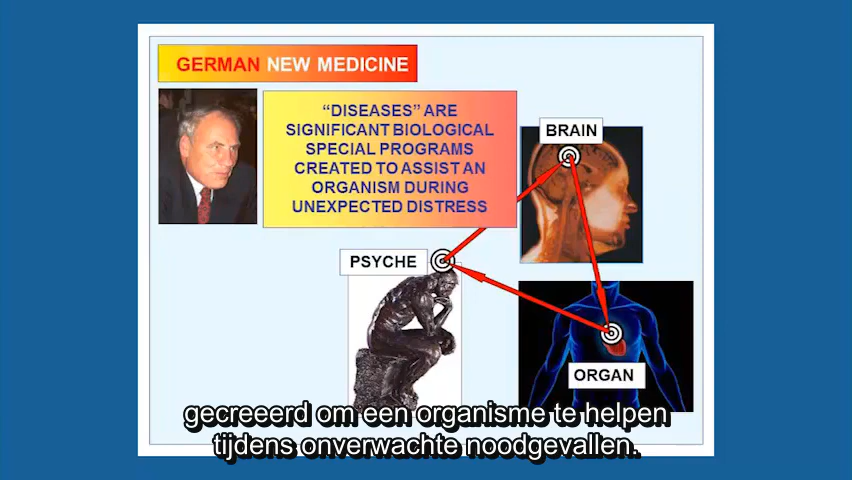 GERMAN NEW MEDICINE
“DISEASES” ARE
SIGNIFICANT BIOLOGICAL
SPECIAL PROGRAMS
CREATED TO ASSIST AN
ORGANISM DURING
UNEXPECTED DISTRESS
BRAIN
PSYCHE
ORGAN
gecreeerd om een organisme te helpen
tijdens onverwachte noodgevallen.